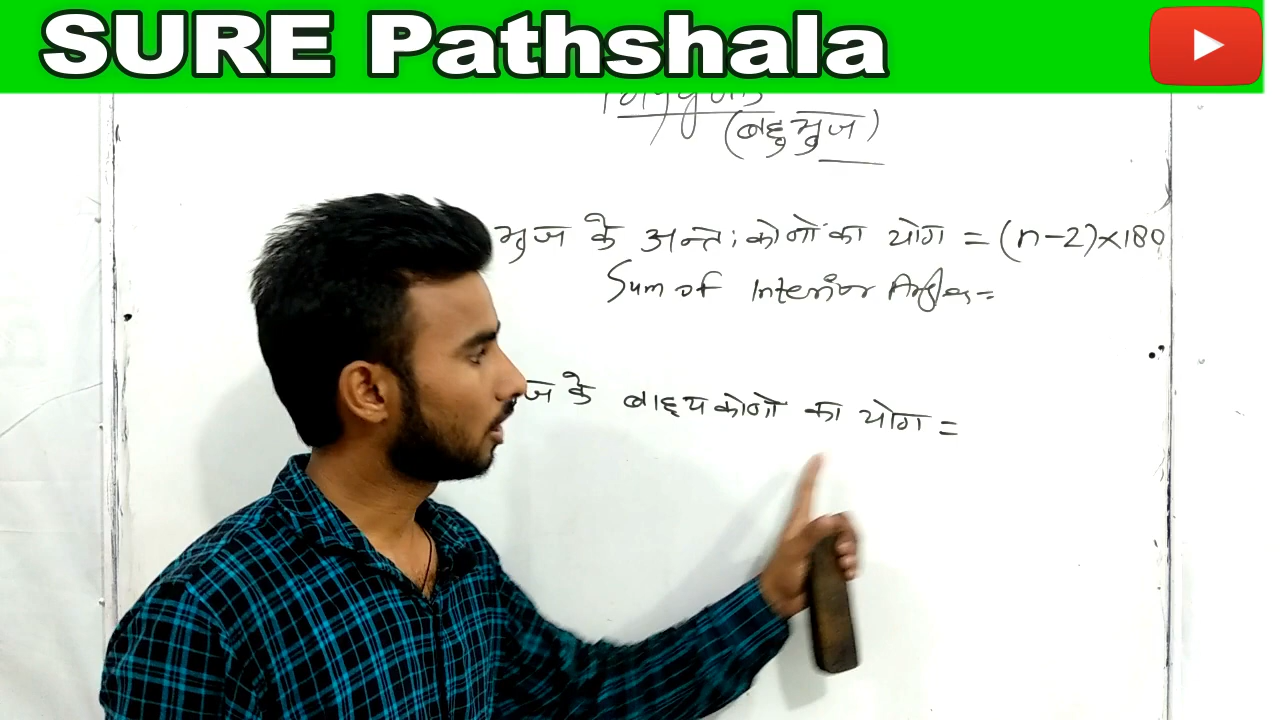 SURE Pathshala
(बहुभुज)
भुज के अन्त: कोणों का योग = (n-2)×180
Sum of Interior Angles =
ज के बाह्य कोणों का योग =